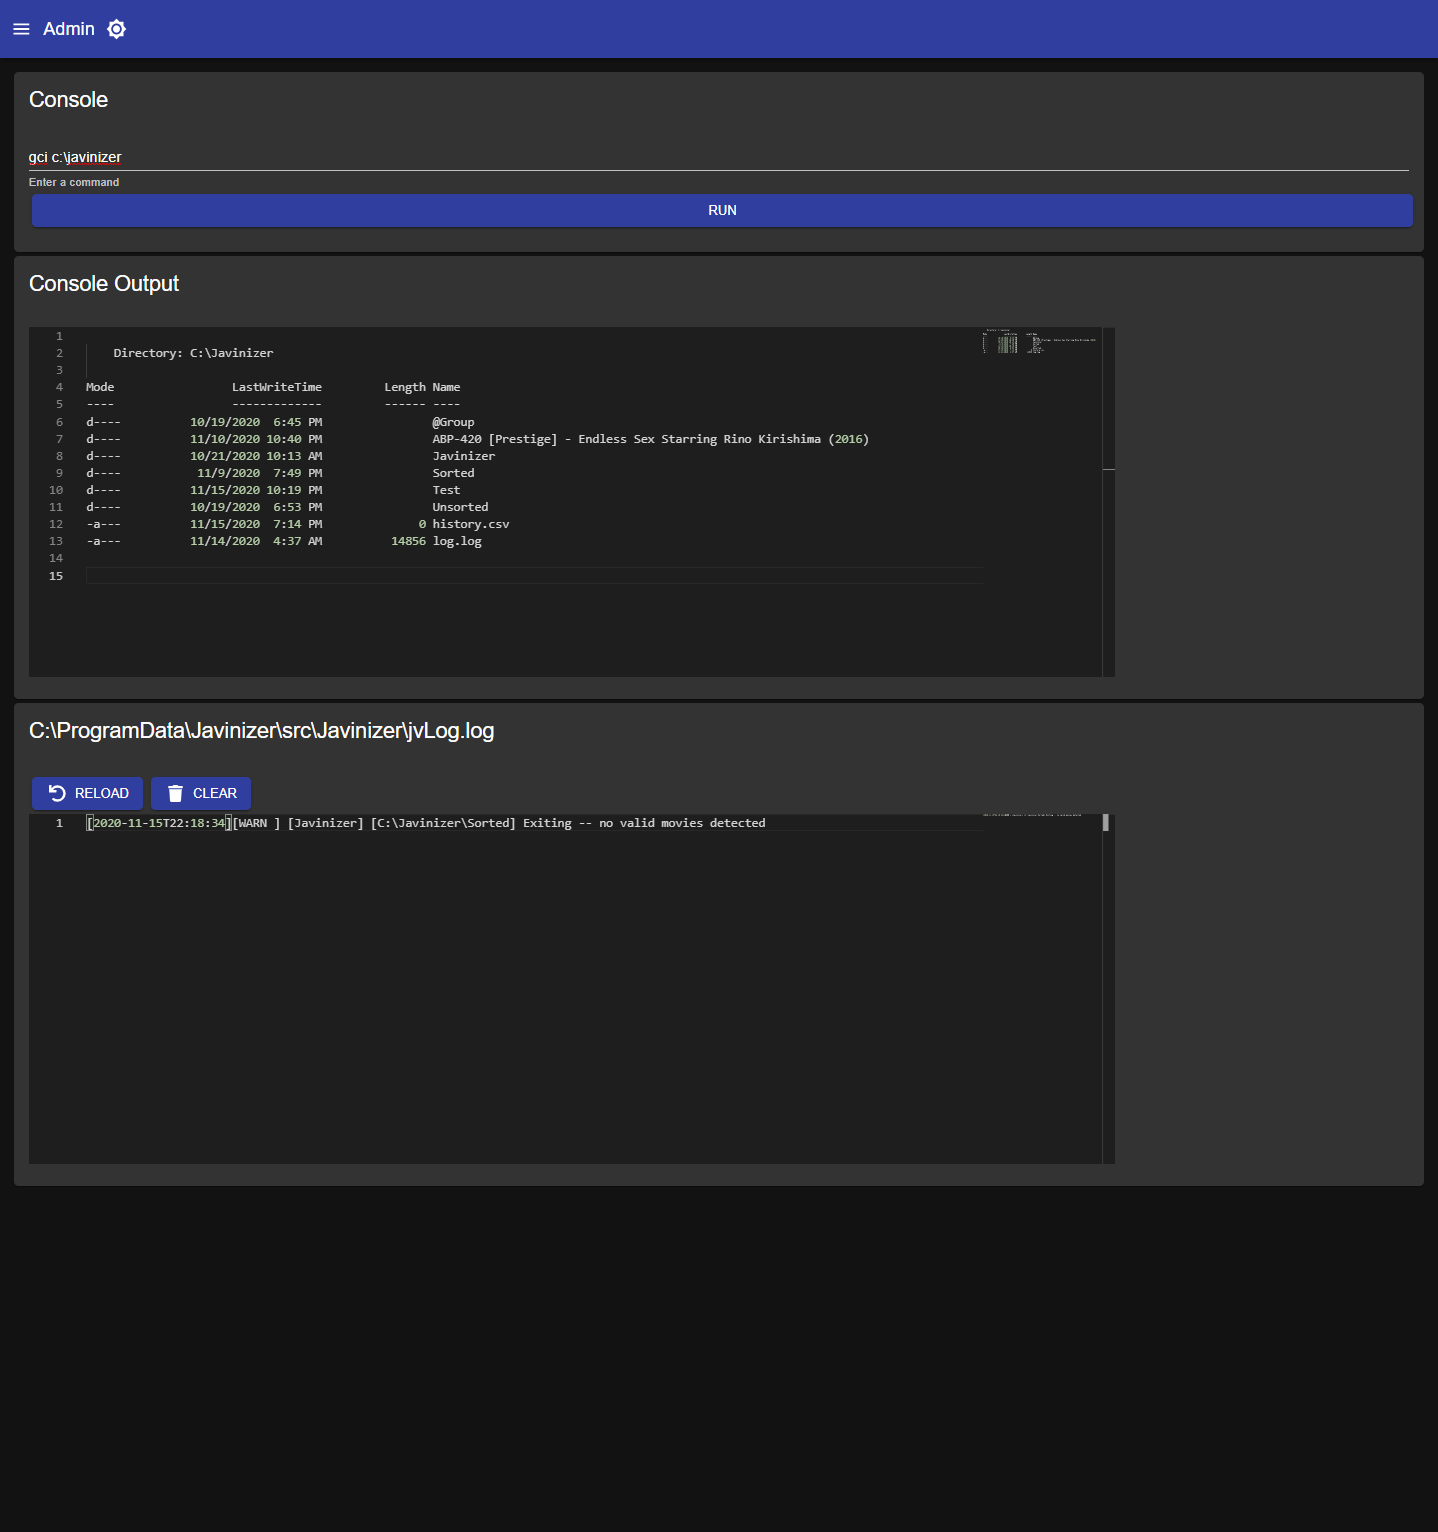 Admin
Console
gci c:\javinizer
Enter a command
RUN
Console Output
1
2 Directory: C:\Javinizer
3
4 Mode LastWriteTime Length Name
5 ---- ------------- ------ ----
6 d---- 10/19/2020 6:45 PM @Group
7 d---- 11/10/2020 10:40 PM ABP-420 [Prestige] - Endless Sex Starring Rino Kirishima (2016)
8 d---- 10/21/2020 10:13 AM Javinizer
9 d---- 11/9/2020 7:49 PM Sorted
10 d---- 11/15/2020 10:19 PM Test
11 d---- 10/19/2020 6:53 PM Unsorted
12 -a--- 11/15/2020 7:14 PM 0 history.csv
13 -a--- 11/14/2020 4:37 AM 14856 log.log
14
15
C:\ProgramData\Javinizer\src\Javinizer\jvLog.log
RELOAD CLEAR
1 [2020-11-15T22:18:34][WARN ] [Javinizer] [C:\Javinizer\Sorted] Exiting -- no valid movies detected